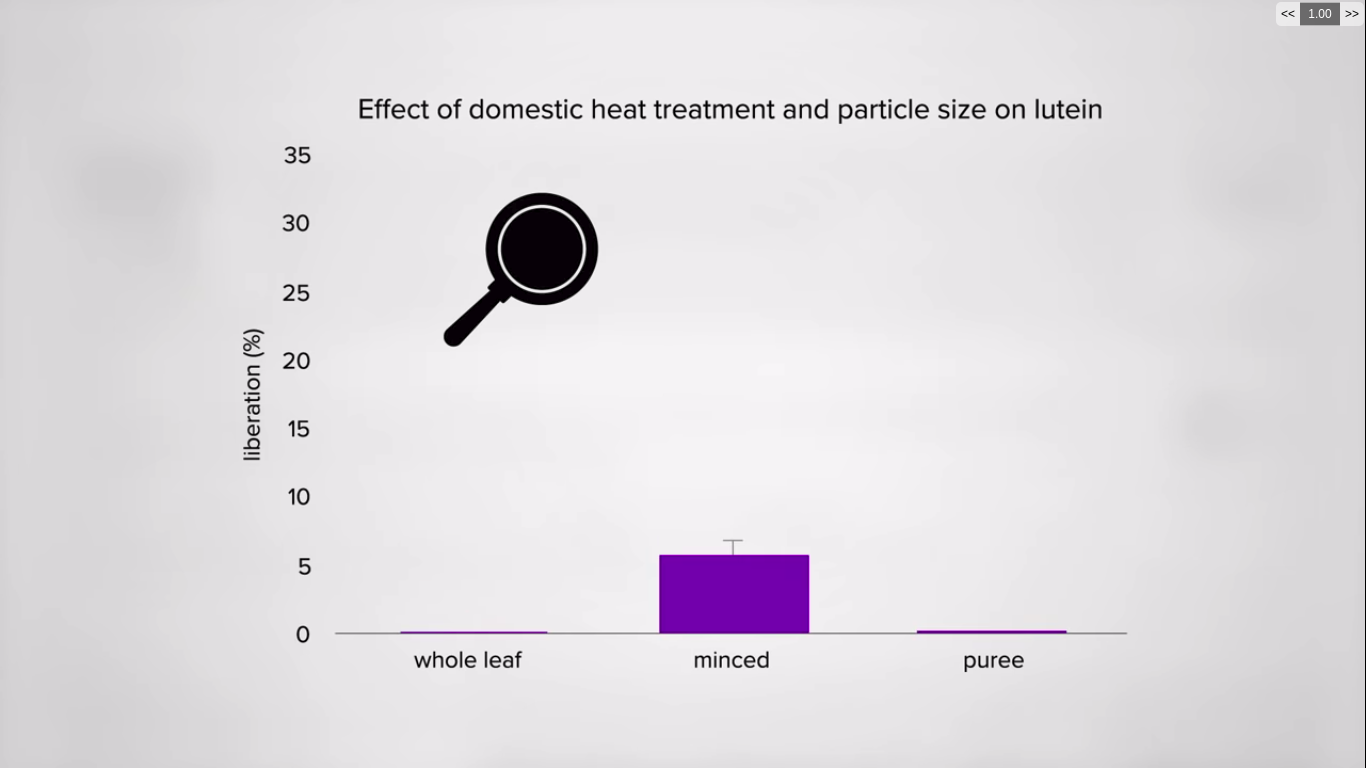 << 1.00 >>
Effect of domestic heat treatment and particle size on lutein
35
30
25
20
15
10
5
0
liberation (%)
whole leaf minced puree